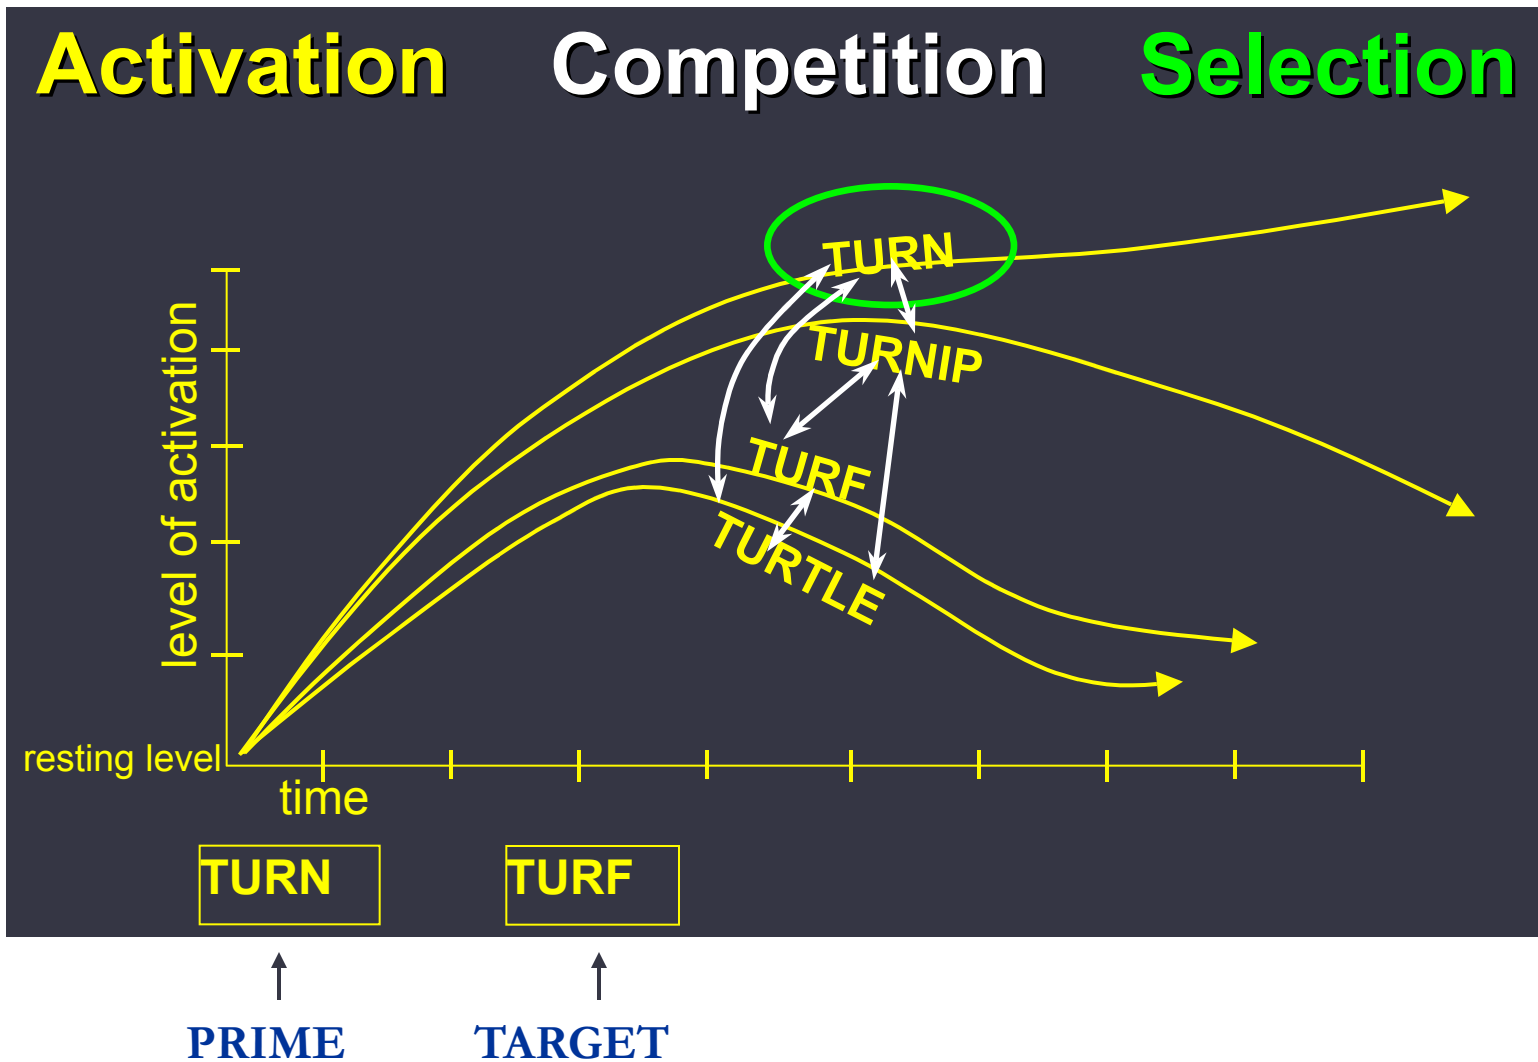 Activation Competition Selection
TURN
TURNIP
TURF
TURTLE
level of activation
resting level
time
TURN TURF
PRIME TARGET